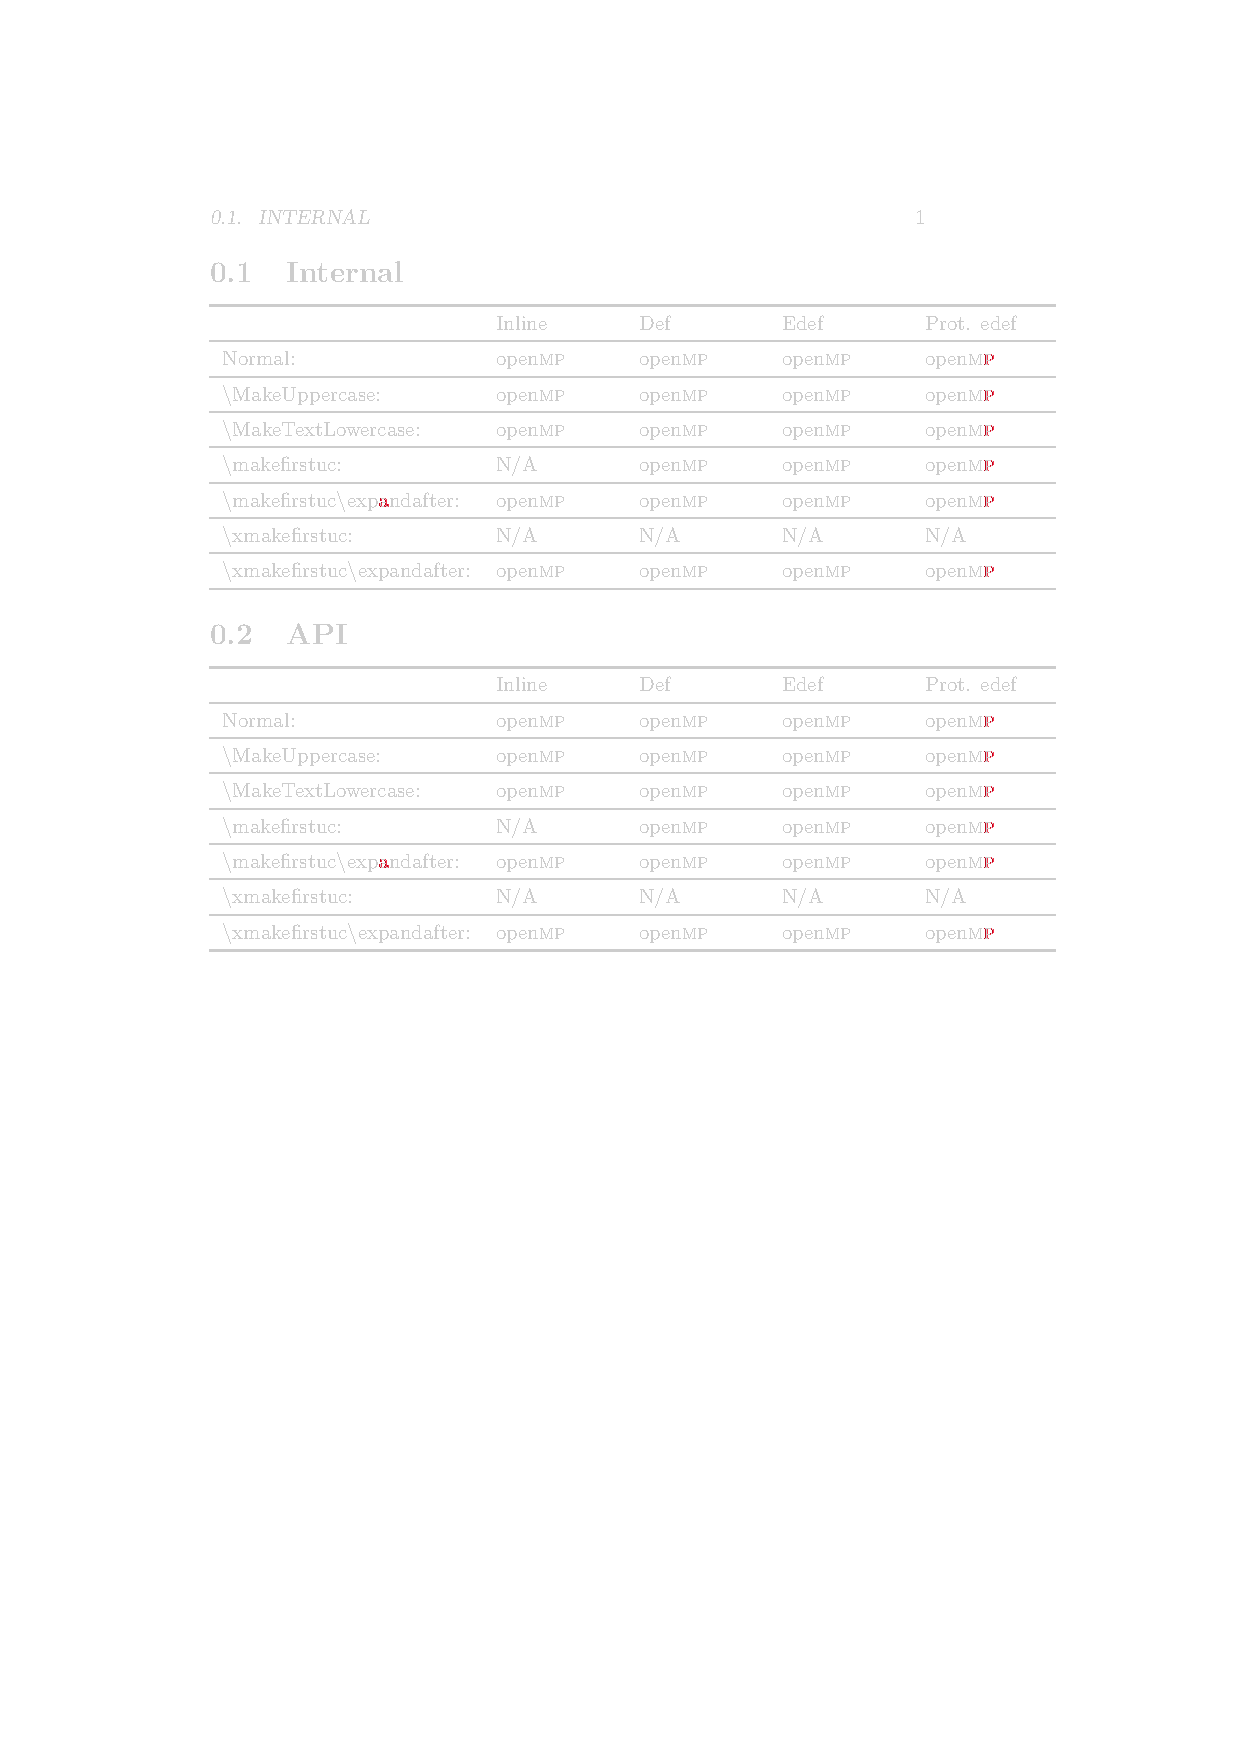 0.1. INTERNAL 1
0.1 Internal
Inline Def Edef Prot. edef
Normal: openMP openMP openMP openMP
\MakeUppercase: openMP openMP openMP openMP
\MakeTextLowercase: openMP openMP openMP openMP
\makefirstuc: N/A openMP openMP openMP
\makefirstuc\expandafter: openMP openMP openMP openMP
\xmakefirstuc: N/A N/A N/A N/A
\xmakefirstuc\expandafter: openMP openMP openMP openMP
0.2 API
Inline Def Edef Prot. edef
Normal: openMP openMP openMP openMP
\MakeUppercase: openMP openMP openMP openMP
\MakeTextLowercase: openMP openMP openMP openMP
\makefirstuc: N/A openMP openMP openMP
\makefirstuc\expandafter: openMP openMP openMP openMP
\xmakefirstuc: N/A N/A N/A N/A
\xmakefirstuc\expandafter: openMP openMP openMP openMP